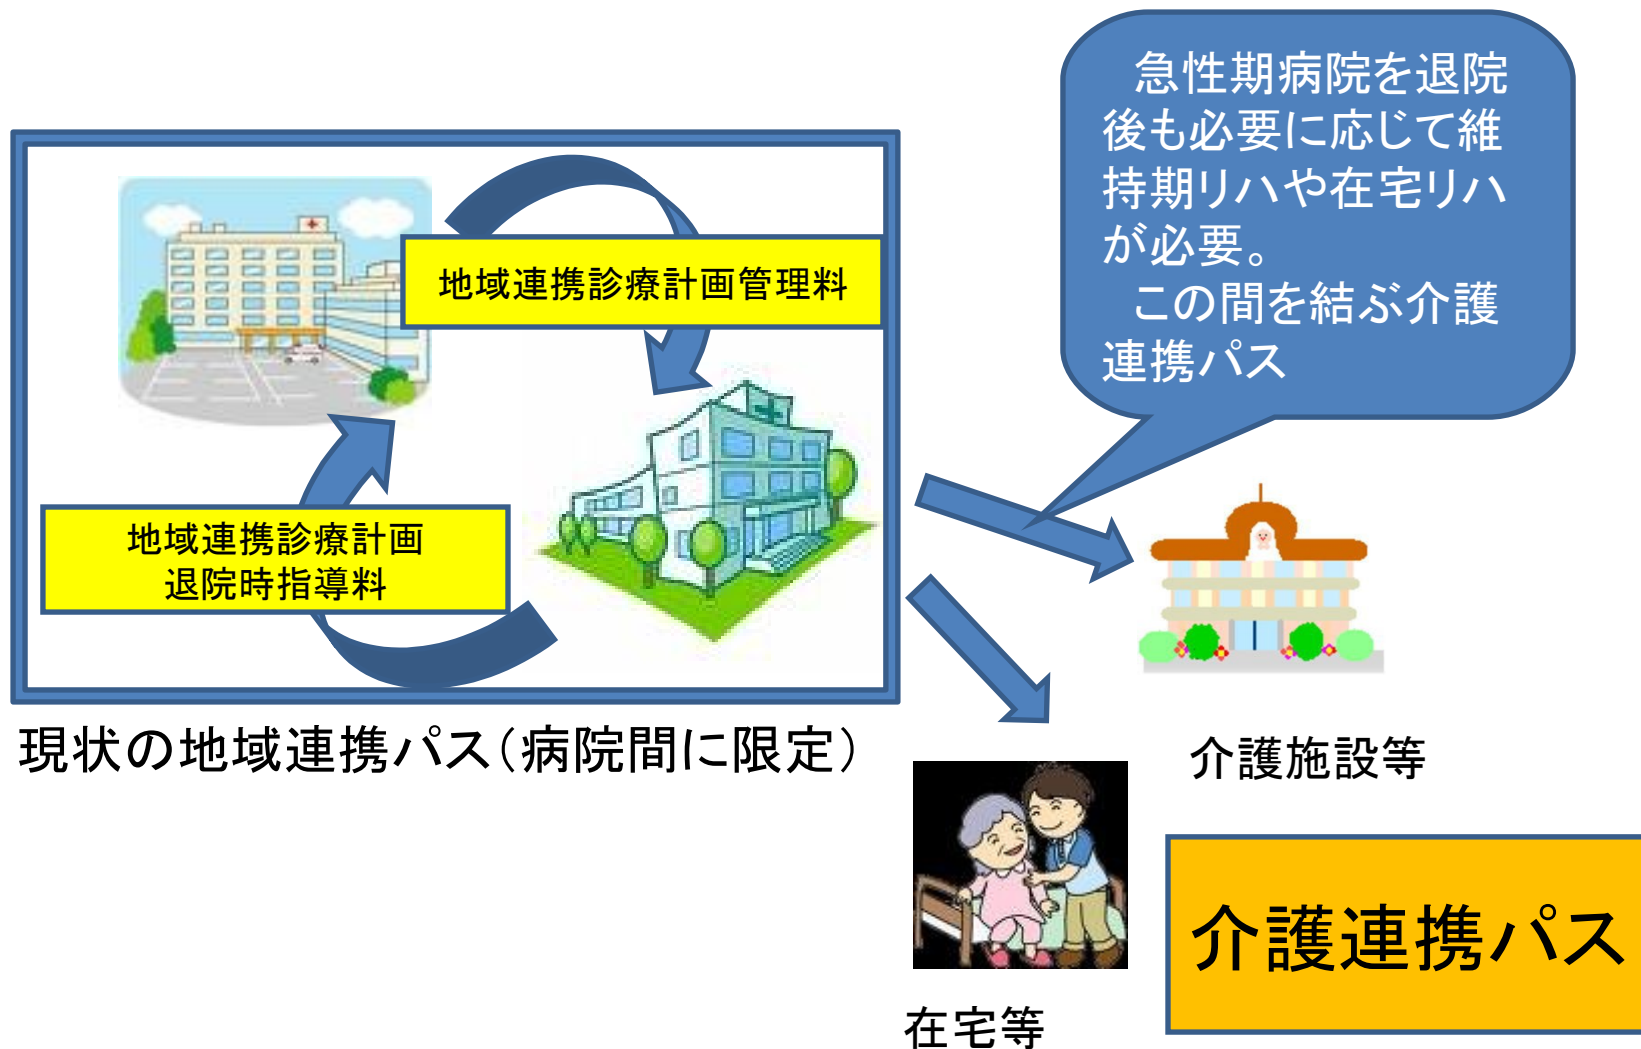 急性期病院を退院
後も必要に応じて維
持期リハや在宅リハ
が必要。
この間を結ぶ介護
連携パス
地域連携診療計画管理料
地域連携診療計画
退院時指導料
現状の地域連携パス(病院間に限定)
介護施設等
介護連携パス
在宅等